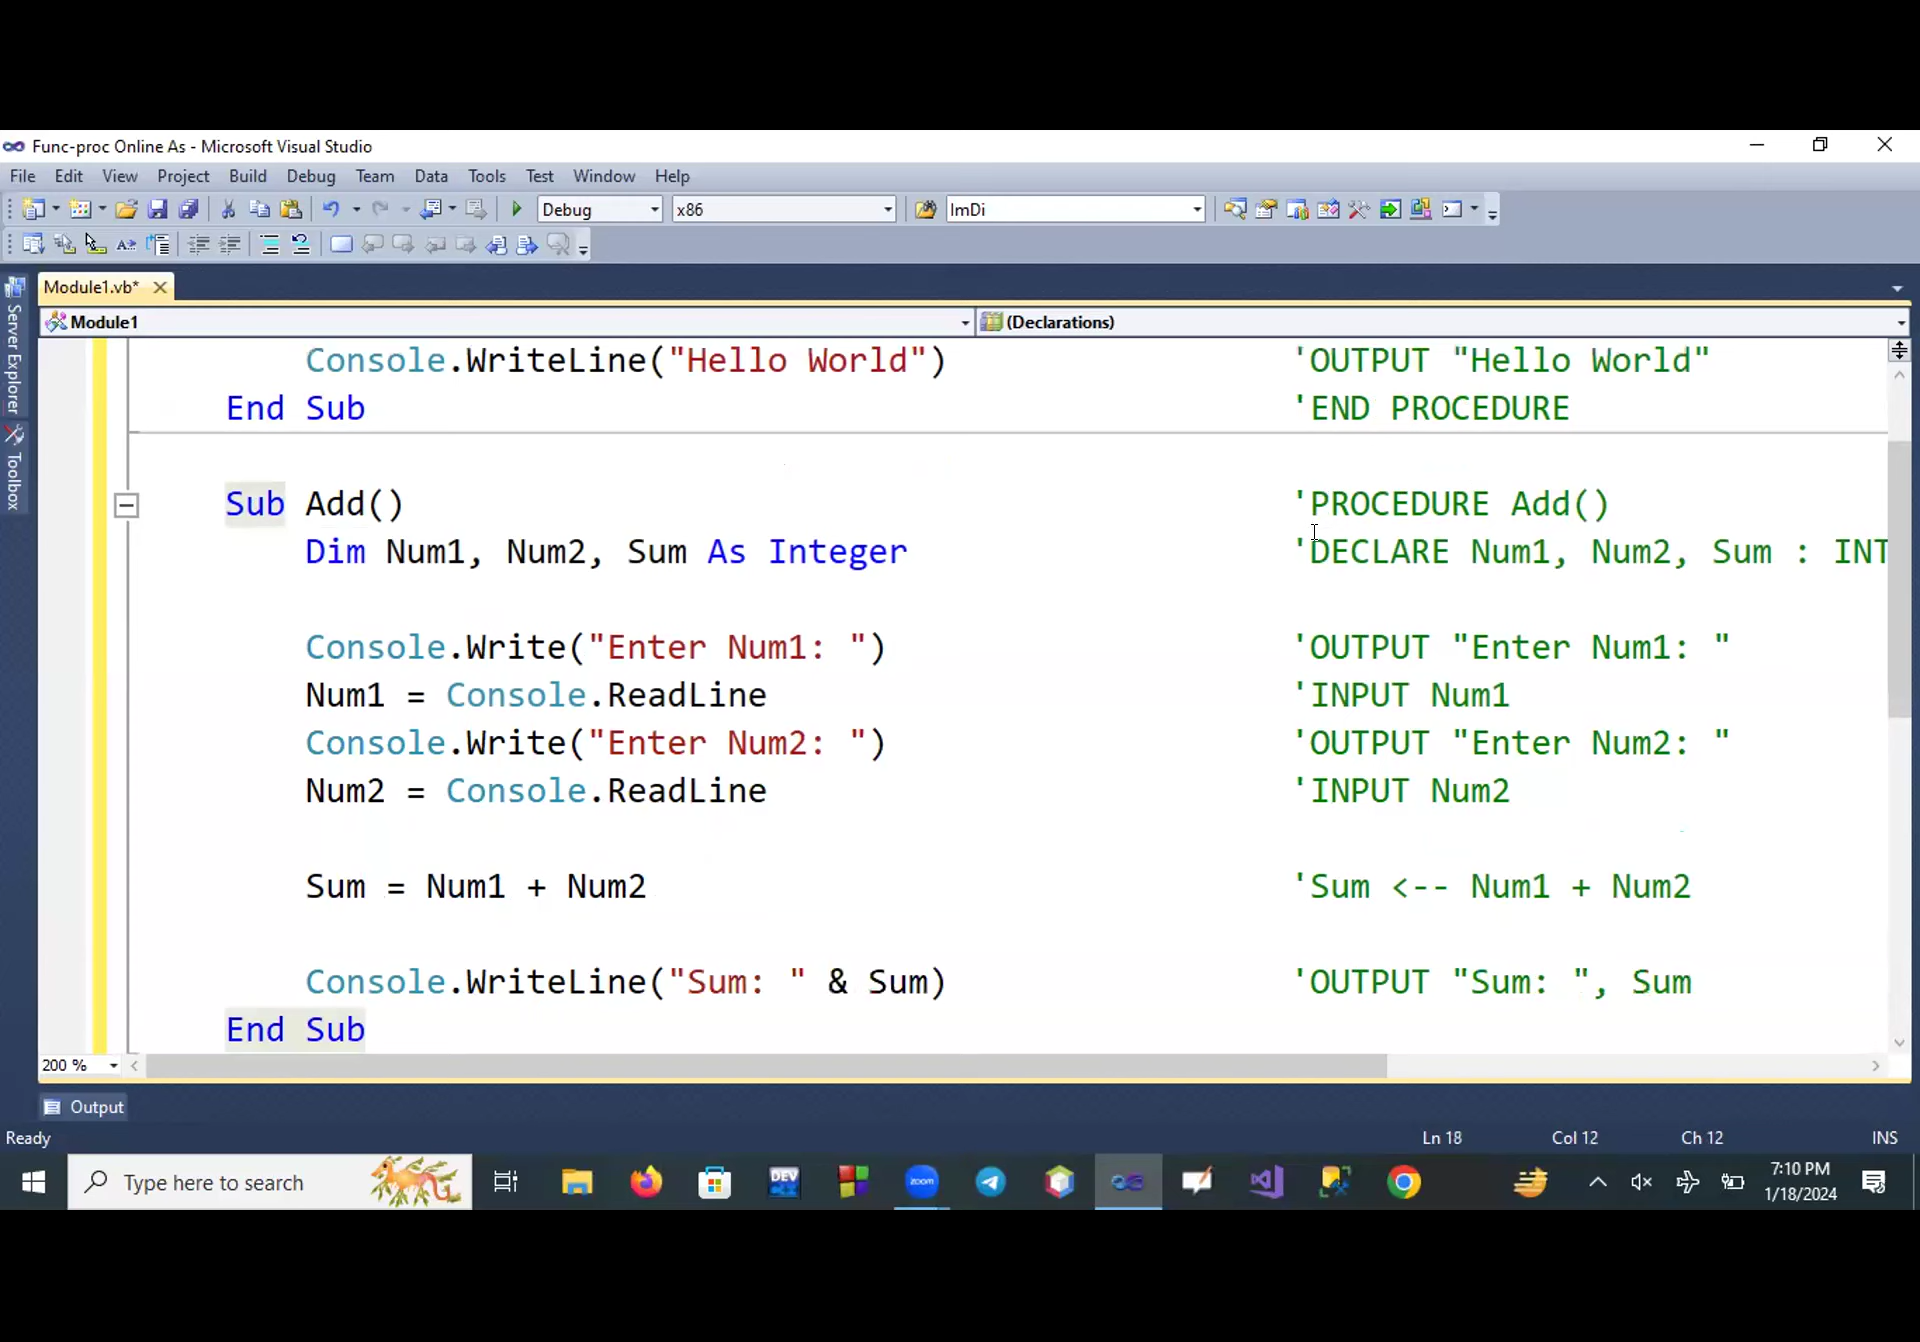 Func-proc Online As - Microsoft Visual Studio
File Edit View Project Build Debug Team Data Tools Test Window Help
Debug x86 ImDi
Module1.vb*
Server Explorer
Toolbox
Module1 (Declarations)
Console.WriteLine("Hello World") 'OUTPUT "Hello World"
End Sub 'END PROCEDURE
Sub Add() 'PROCEDURE Add()
Dim Num1, Num2, Sum As Integer 'DECLARE Num1, Num2, Sum : INT
Console.Write("Enter Num1: ") 'OUTPUT "Enter Num1: "
Num1 = Console.ReadLine 'INPUT Num1
Console.Write("Enter Num2: ") 'OUTPUT "Enter Num2: "
Num2 = Console.ReadLine 'INPUT Num2
Sum = Num1 + Num2 'Sum <-- Num1 + Num2
Console.WriteLine("Sum: " & Sum) 'OUTPUT "Sum: ", Sum
End Sub
200 %
Output
Ready Ln 18 Col 12 Ch 12 INS
Type here to search DEV zoom 7:10 PM
1/18/2024